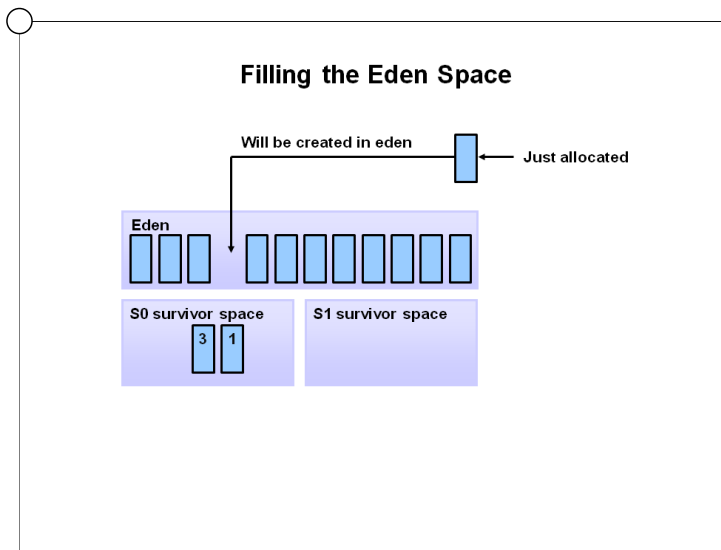 Filling the Eden Space
Will be created in eden
Just allocated
Eden
S0 survivor space
S1 survivor space
3 1